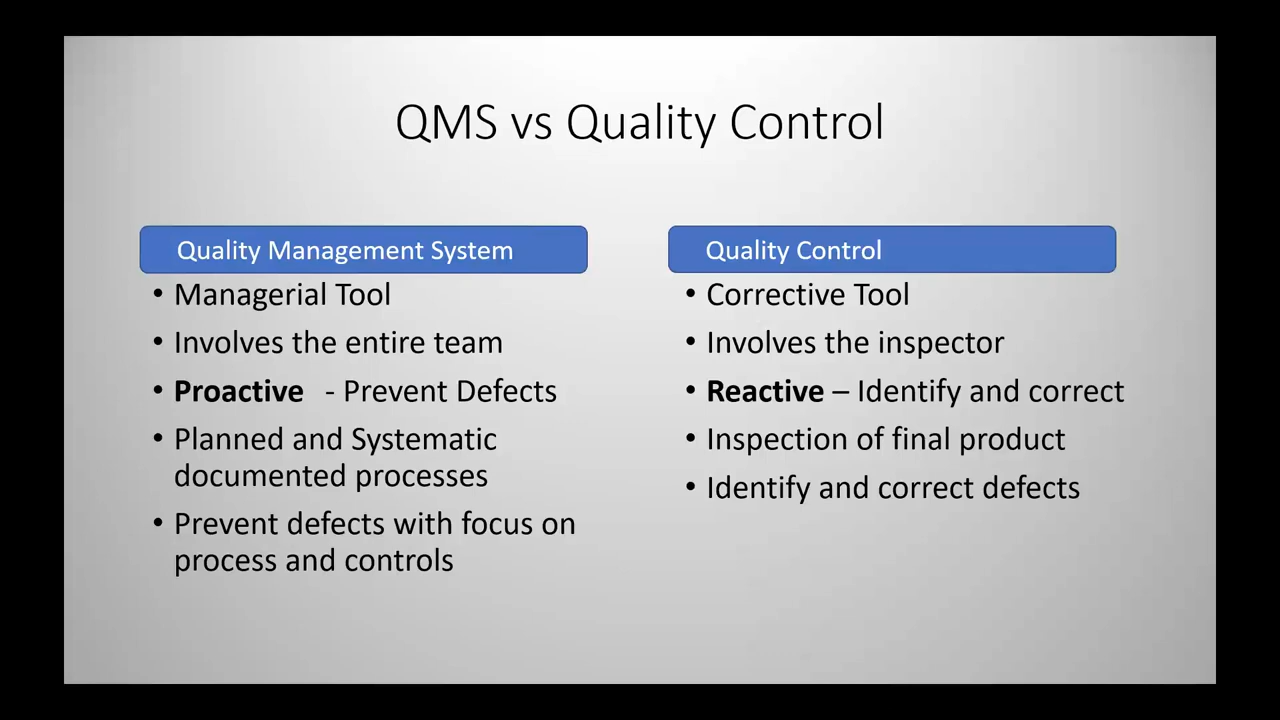 QMS vs Quality Control
Quality Management System
• Managerial Tool
• Involves the entire team
• Proactive - Prevent Defects
• Planned and Systematic
documented processes
• Prevent defects with focus on
process and controls
Quality Control
• Corrective Tool
• Involves the inspector
• Reactive – Identify and correct
• Inspection of final product
• Identify and correct defects